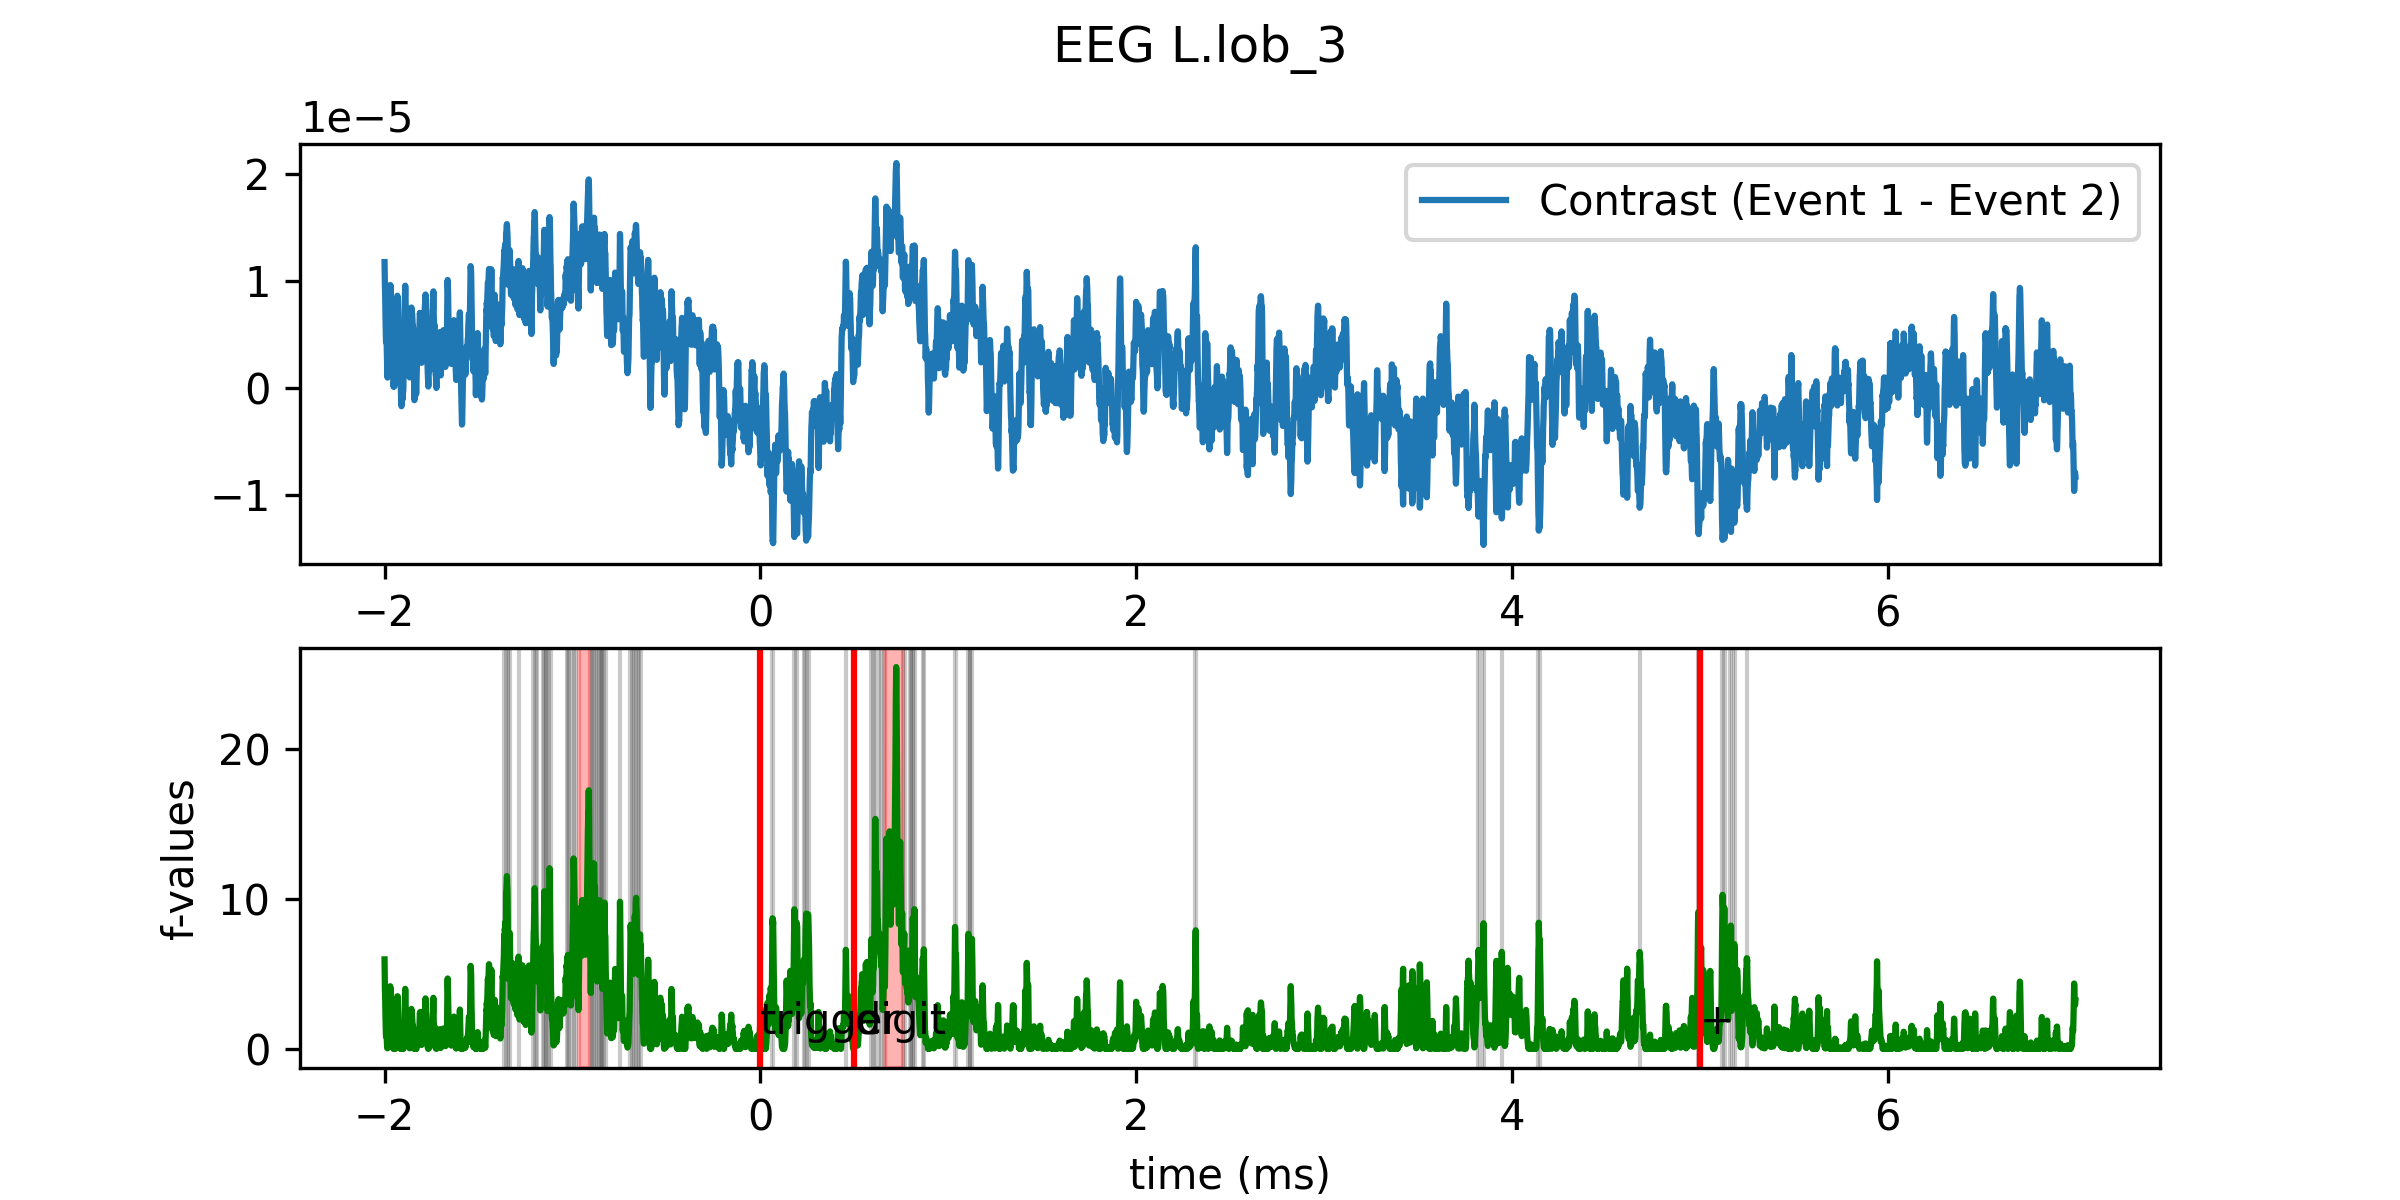 EEG L.lob_3
1e−5
Contrast (Event 1 - Event 2)
2
1
0
−1
−2 0 2 4 6
f-values
20
10
0
trigger
digit
+
−2 0 2 4 6
time (ms)